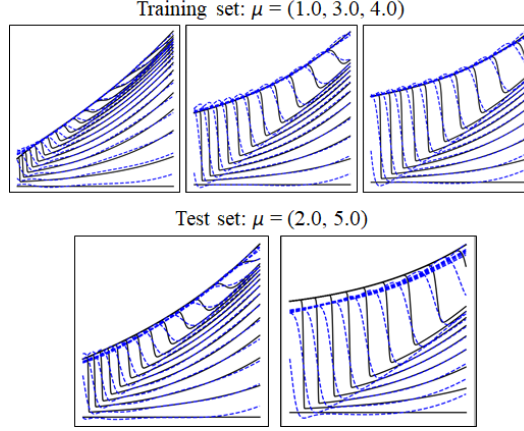 Training set: μ = (1.0, 3.0, 4.0)
Test set: μ = (2.0, 5.0)